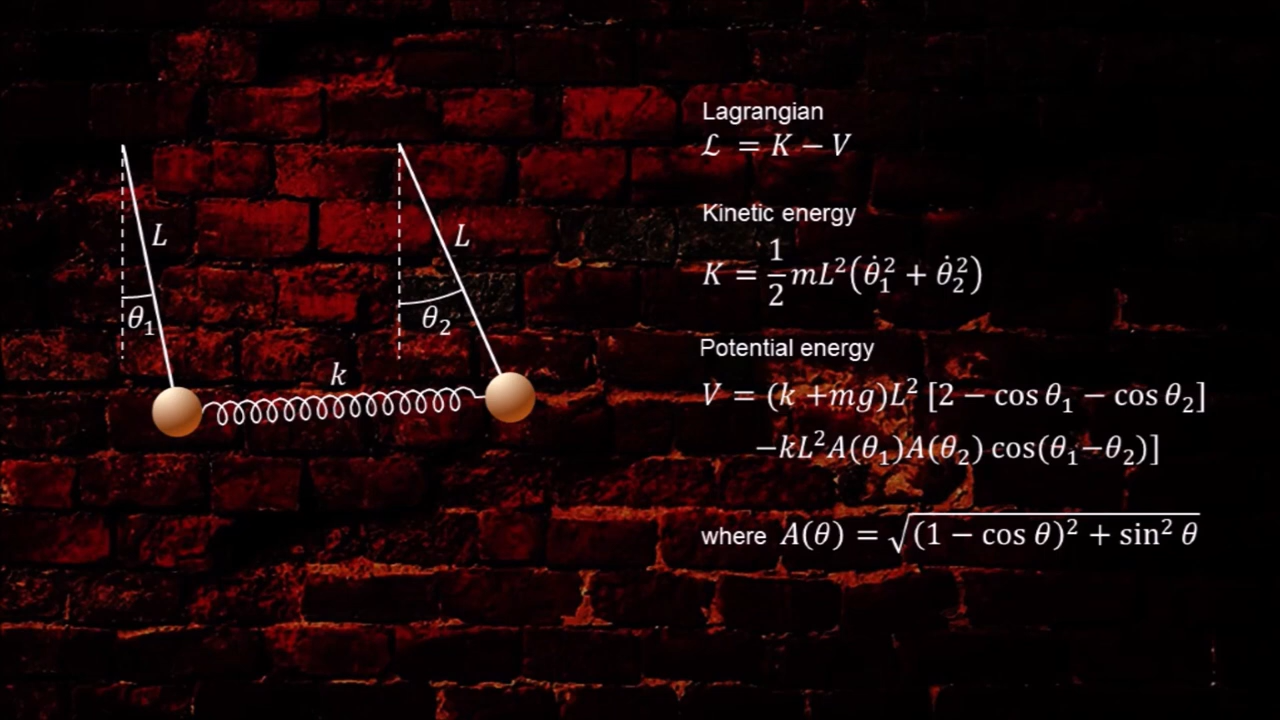 L
L
θ₁
θ₂
k
Lagrangian
ℒ = K − V
Kinetic energy
K = 1/2 mL²(θ̇₁² + θ̇₂²)
Potential energy
V = (k +mg)L² [2 − cos θ₁ − cos θ₂]
−kL²A(θ₁)A(θ₂) cos(θ₁−θ₂)]
where A(θ) = √(1 − cos θ)² + sin² θ